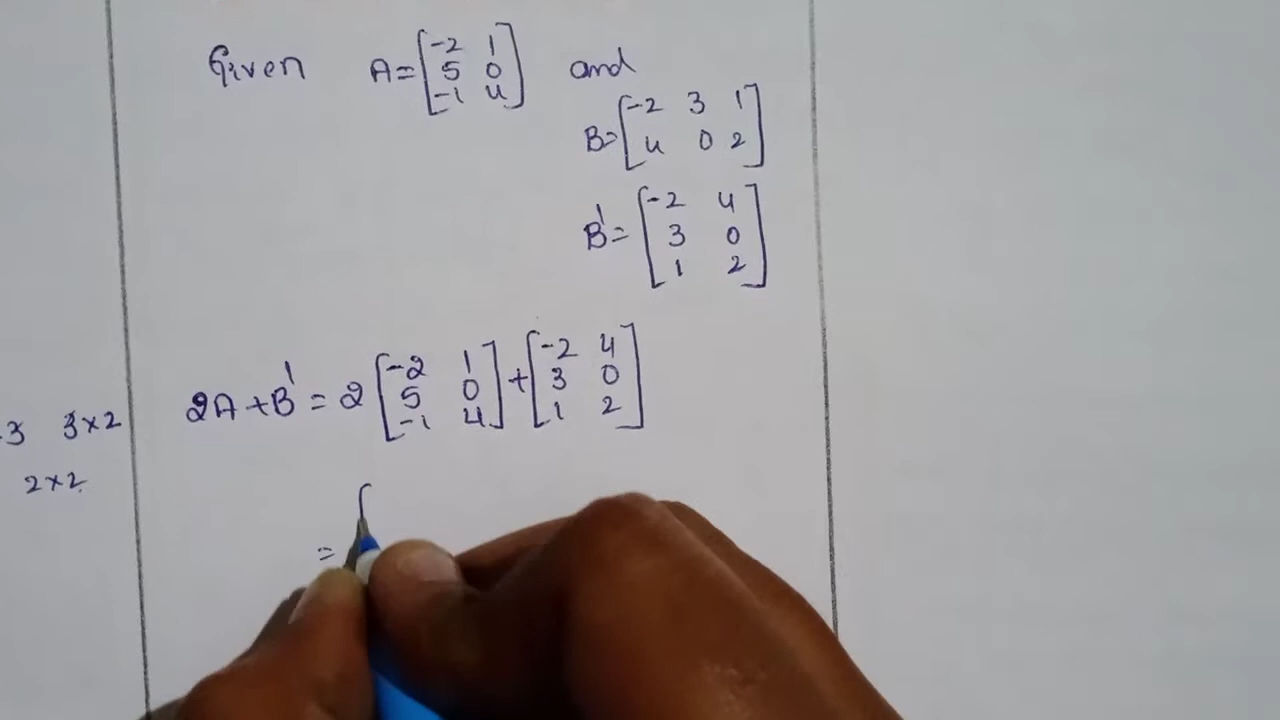 Given A = [-2 1
5 0
-1 4] and
B = [-2 3 1
4 0 2]
B' = [-2 4
3 0
1 2]
2A + B' = 2 [-2 1
5 0
-1 4] + [-2 4
3 0
1 2]
3 3×2
2×2.
= [